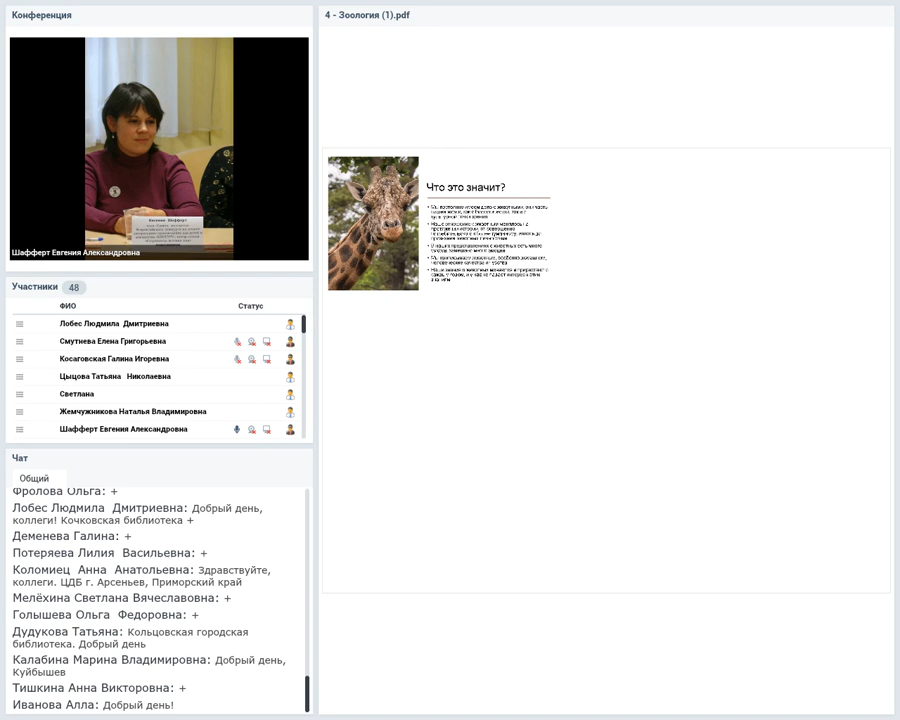 Конференция
4 - Зоология (1).pdf
Шафферт Евгения Александровна
Что это значит?
Участники 48
ФИО Статус
Лобес Людмила Дмитриевна
Смутнева Елена Григорьевна
Косаговская Галина Игоревна
Цыцова Татьяна Николаевна
Светлана
Жемчужникова Наталья Владимировна
Шафферт Евгения Александровна
Чат
Общий
Фролова Ольга: +
Лобес Людмила Дмитриевна: Добрый день,
коллеги! Кочковская библиотека +
Деменева Галина: +
Потеряева Лилия Васильевна: +
Коломиец Анна Анатольевна: Здравствуйте,
коллеги. ЦДБ г. Арсеньев, Приморский край
Мелёхина Светлана Вячеславовна: +
Голышева Ольга Федоровна: +
Дудукова Татьяна: Кольцовская городская
библиотека. Добрый день
Калабина Марина Владимировна: Добрый день,
Куйбышев
Тишкина Анна Викторовна: +
Иванова Алла: Добрый день!